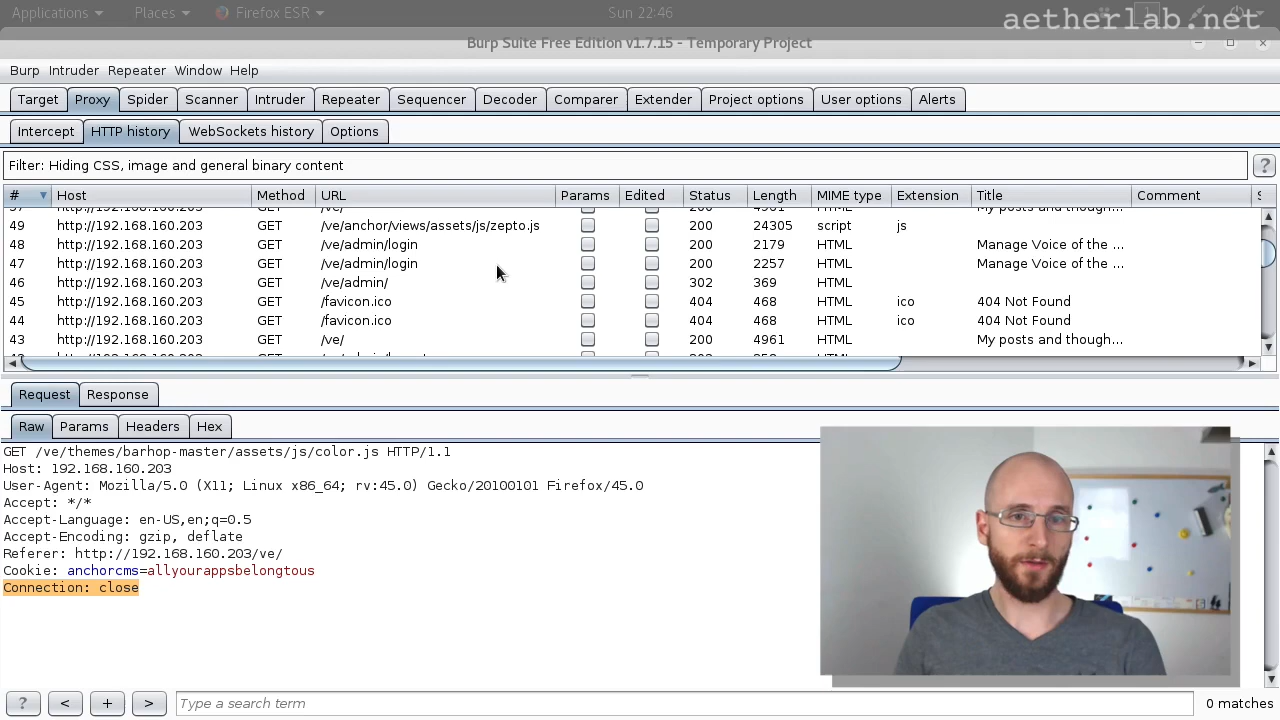 Applications Places Firefox ESR Sun 22:46 1
aetherlab.net
Burp Suite Free Edition v1.7.15 - Temporary Project
Burp Intruder Repeater Window Help
Target Proxy Spider Scanner Intruder Repeater Sequencer Decoder Comparer Extender Project options User options Alerts
Intercept HTTP history WebSockets history Options
Filter: Hiding CSS, image and general binary content ?
# Host Method URL Params Edited Status Length MIME type Extension Title Comment S
49 http://192.168.160.203 GET /ve/anchor/views/assets/js/zepto.js 200 24305 script js
48 http://192.168.160.203 GET /ve/admin/login 200 2179 HTML Manage Voice of the ...
47 http://192.168.160.203 GET /ve/admin/login 200 2257 HTML Manage Voice of the ...
46 http://192.168.160.203 GET /ve/admin/ 302 369 HTML
45 http://192.168.160.203 GET /favicon.ico 404 468 HTML ico 404 Not Found
44 http://192.168.160.203 GET /favicon.ico 404 468 HTML ico 404 Not Found
43 http://192.168.160.203 GET /ve/ 200 4961 HTML My posts and though...
Request Response
Raw Params Headers Hex
GET /ve/themes/barhop-master/assets/js/color.js HTTP/1.1
Host: 192.168.160.203
User-Agent: Mozilla/5.0 (X11; Linux x86_64; rv:45.0) Gecko/20100101 Firefox/45.0
Accept: */*
Accept-Language: en-US,en;q=0.5
Accept-Encoding: gzip, deflate
Referer: http://192.168.160.203/ve/
Cookie: anchorcms=allyourappsbelongtous
Connection: close
? < + > Type a search term 0 matches